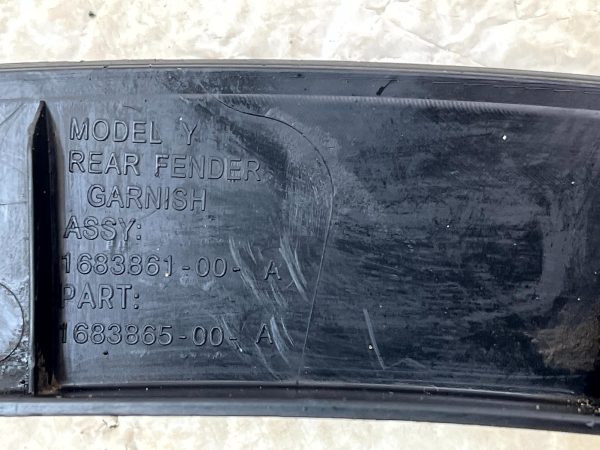 MODEL Y
REAR FENDER
GARNISH
ASSY:
1683861-00- A
PART:
1683865-00- A